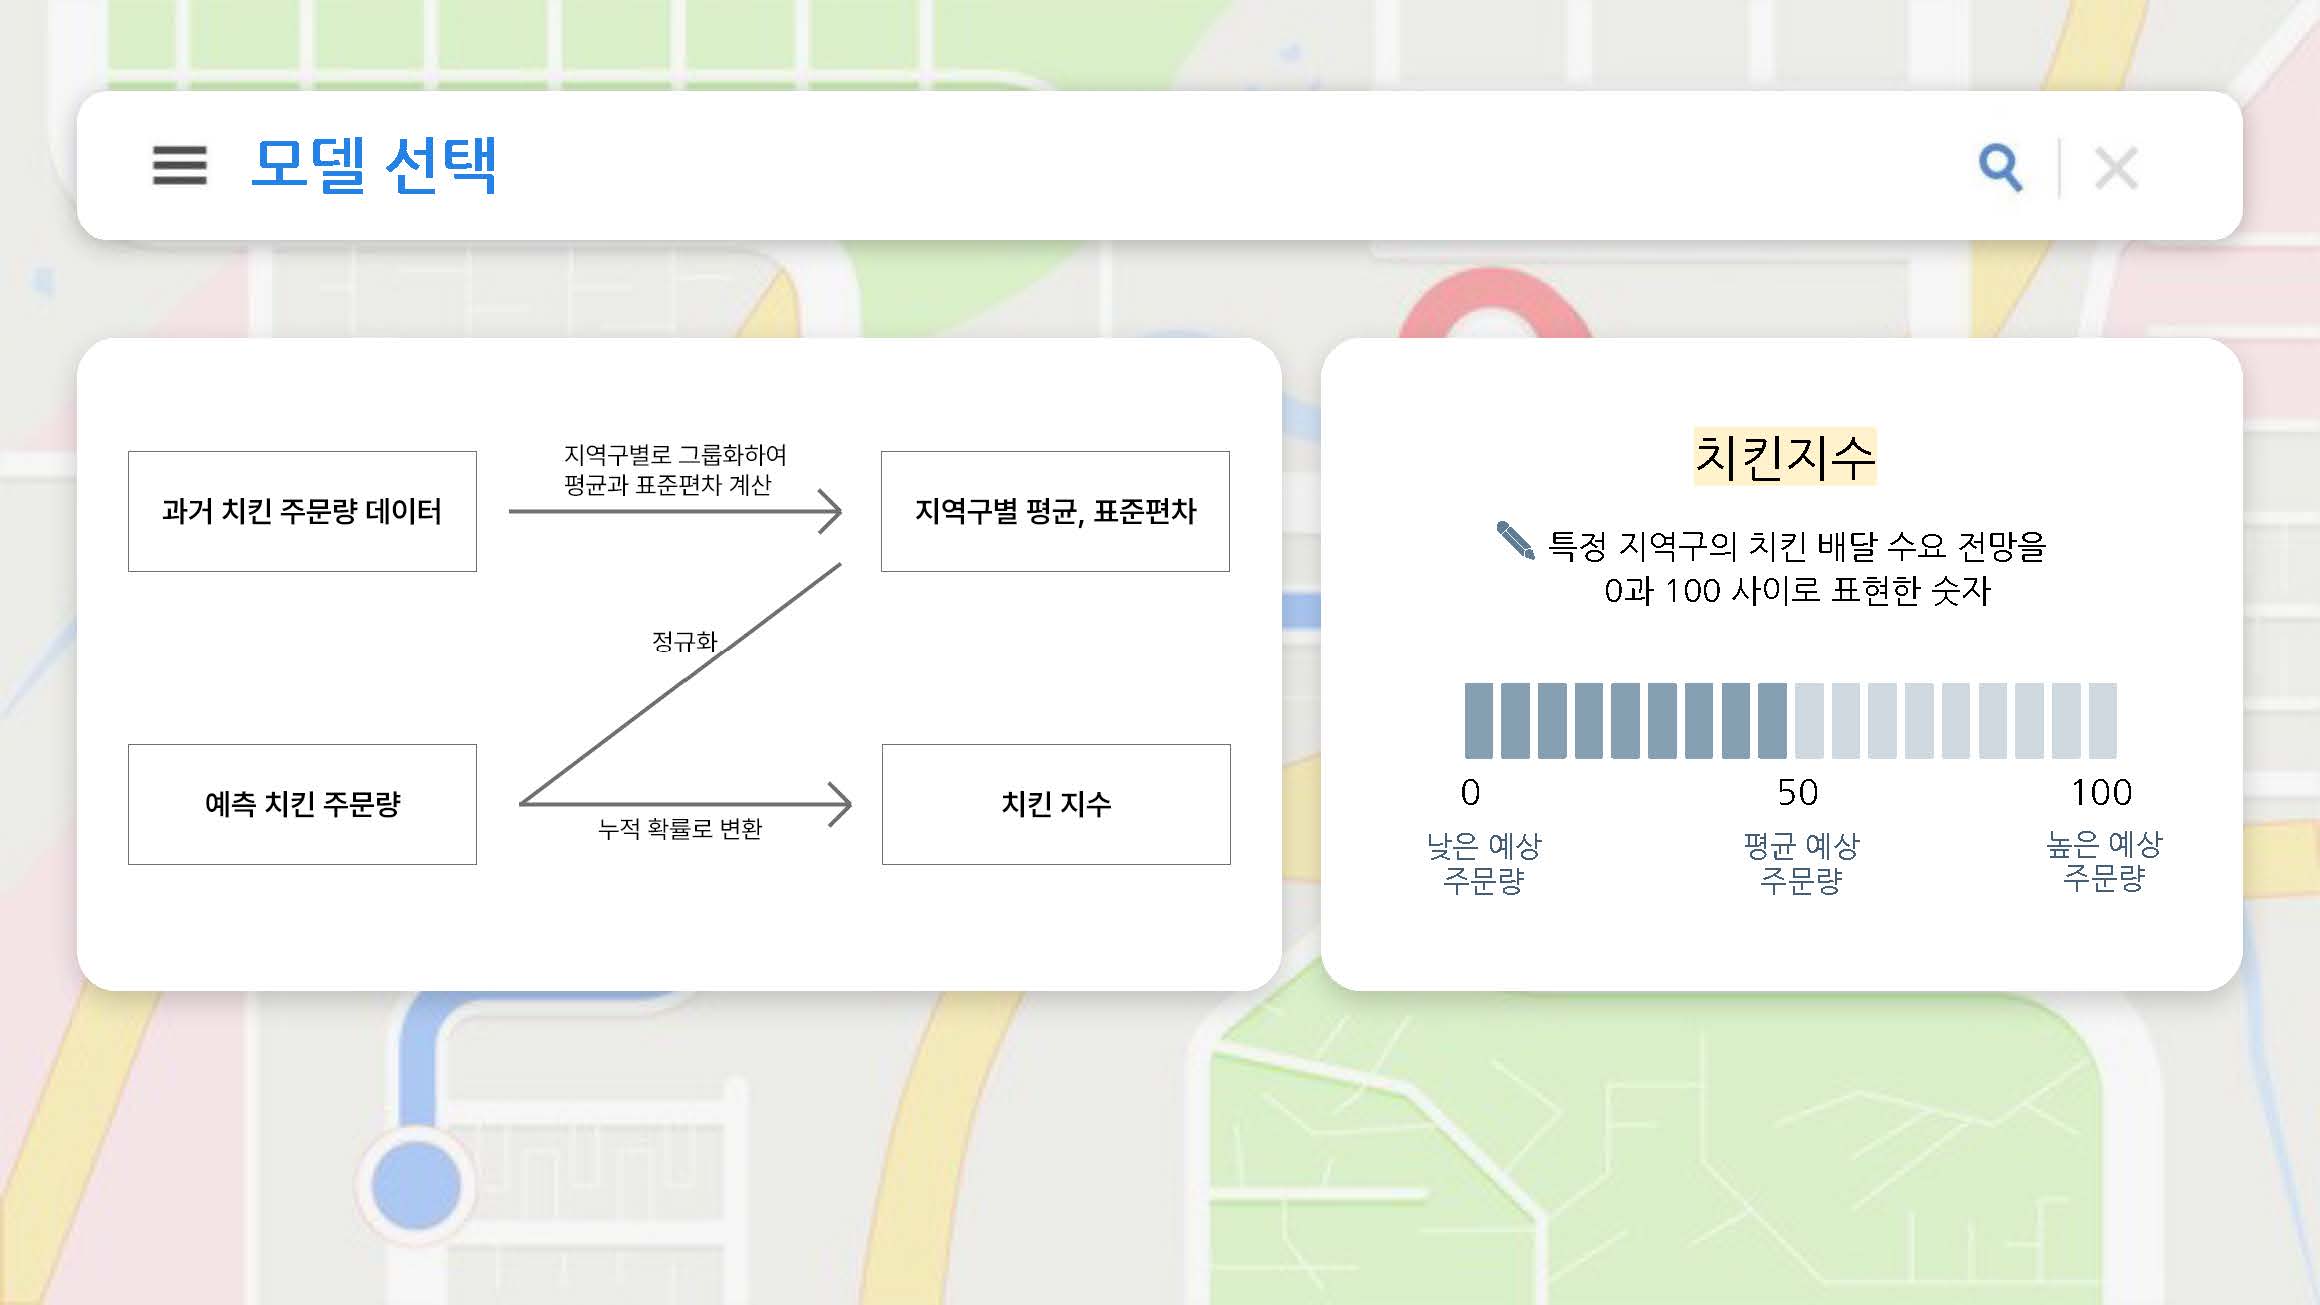 모델 선택
지역구별로 그룹화하여
평균과 표준편차 계산
과거 치킨 주문량 데이터
지역구별 평균, 표준편차
정규화
예측 치킨 주문량
치킨 지수
누적 확률로 변환
치킨지수
특정 지역구의 치킨 배달 수요 전망을
0과 100 사이로 표현한 숫자
0
50
100
낮은 예상
주문량
평균 예상
주문량
높은 예상
주문량